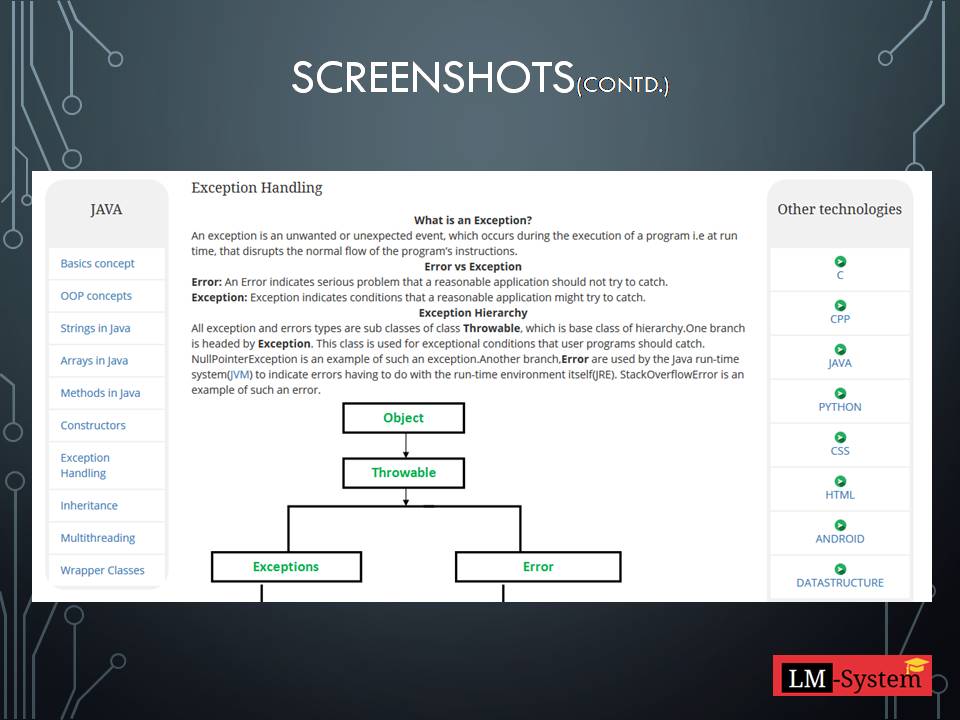 SCREENSHOTS(CONTD.)
JAVA
Basics concept
OOP concepts
Strings in Java
Arrays in Java
Methods in Java
Constructors
Exception
Handling
Inheritance
Multithreading
Wrapper Classes
Exception Handling
What is an Exception?
An exception is an unwanted or unexpected event, which occurs during the execution of a program i.e at run
time, that disrupts the normal flow of the program's instructions.
Error vs Exception
Error: An Error indicates serious problem that a reasonable application should not try to catch.
Exception: Exception indicates conditions that a reasonable application might try to catch.
Exception Hierarchy
All exception and errors types are sub classes of class Throwable, which is base class of hierarchy.One branch
is headed by Exception. This class is used for exceptional conditions that user programs should catch.
NullPointerException is an example of such an exception.Another branch,Error are used by the Java run-time
system(JVM) to indicate errors having to do with the run-time environment itself(JRE). StackOverflowError is an
example of such an error.
Object
Throwable
Exceptions
Error
Other technologies
C
CPP
JAVA
PYTHON
CSS
HTML
ANDROID
DATASTRUCTURE
LM-System